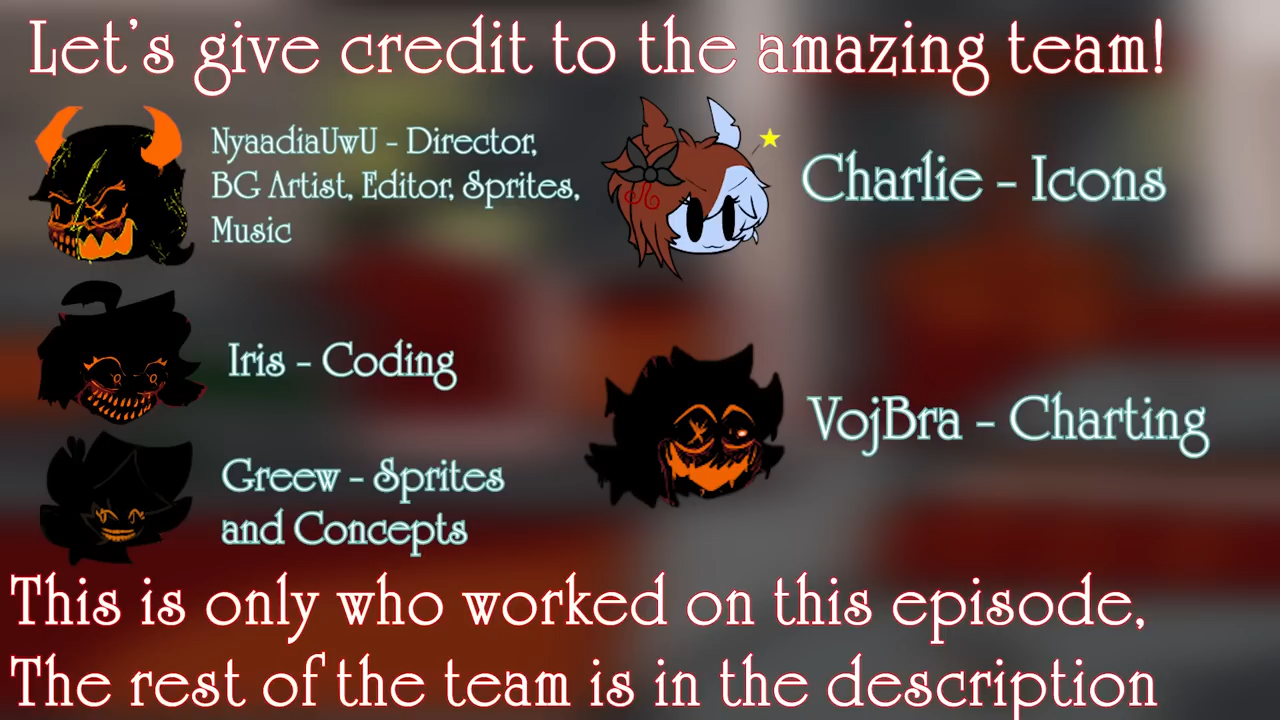 Let's give credit to the amazing team!
NyaadiaUwU - Director,
BG Artist, Editor, Sprites,
Music
Charlie - Icons
Iris - Coding
VojBra - Charting
Greew - Sprites
and Concepts
This is only who worked on this episode,
The rest of the team is in the description